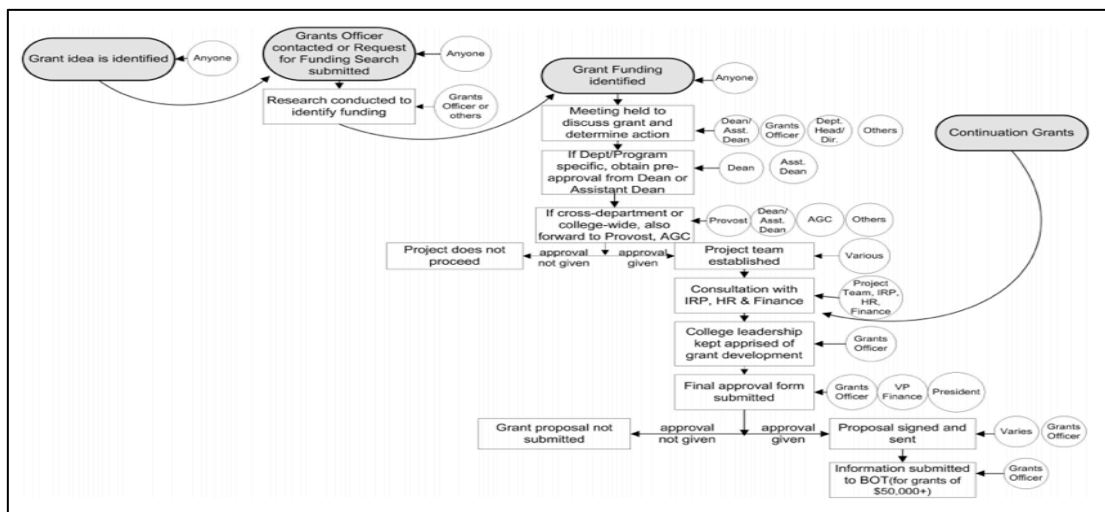 Grant idea is identified
Anyone
Grants Officer
contacted or Request
for Funding Search
submitted
Anyone
Research conducted to
identify funding
Grants
Officer or
others
Grant Funding
identified
Anyone
Meeting held to
discuss grant and
determine action
Dean/
Asst.
Dean
Grants
Officer
Dept.
Head/
Dir.
Others
Continuation Grants
If Dept/Program
specific, obtain pre-
approval from Dean or
Assistant Dean
Dean
Asst.
Dean
If cross-department or
college-wide, also
forward to Provost, AGC
Provost
Dean/
Asst.
Dean
AGC
Others
Project does not
proceed
approval
not given
approval
given
Project team
established
Various
Consultation with
IRP, HR & Finance
Project
Team, IRP,
HR,
Finance
College leadership
kept apprised of
grant development
Grants
Officer
Final approval form
submitted
Grants
Officer
VP
Finance
President
Grant proposal not
submitted
approval
not given
approval
given
Proposal signed and
sent
Varies
Grants
Officer
Information submitted
to BOT(for grants of
$50,000+)
Grants
Officer